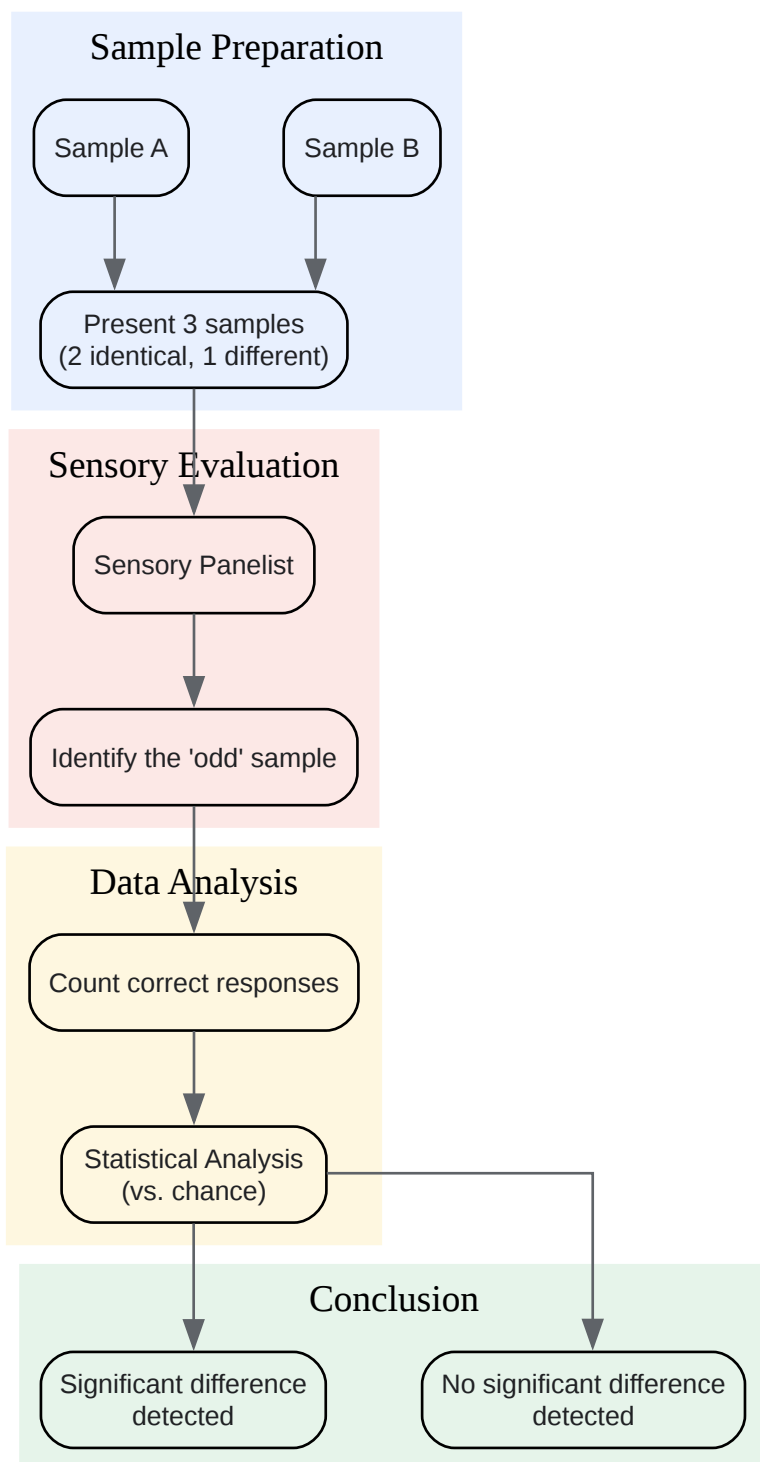 Sample Preparation
Sample A
Sample B
Present 3 samples
(2 identical, 1 different)
Sensory Evaluation
Sensory Panelist
Identify the 'odd' sample
Data Analysis
Count correct responses
Statistical Analysis
(vs. chance)
Conclusion
Significant difference
detected
No significant difference
detected